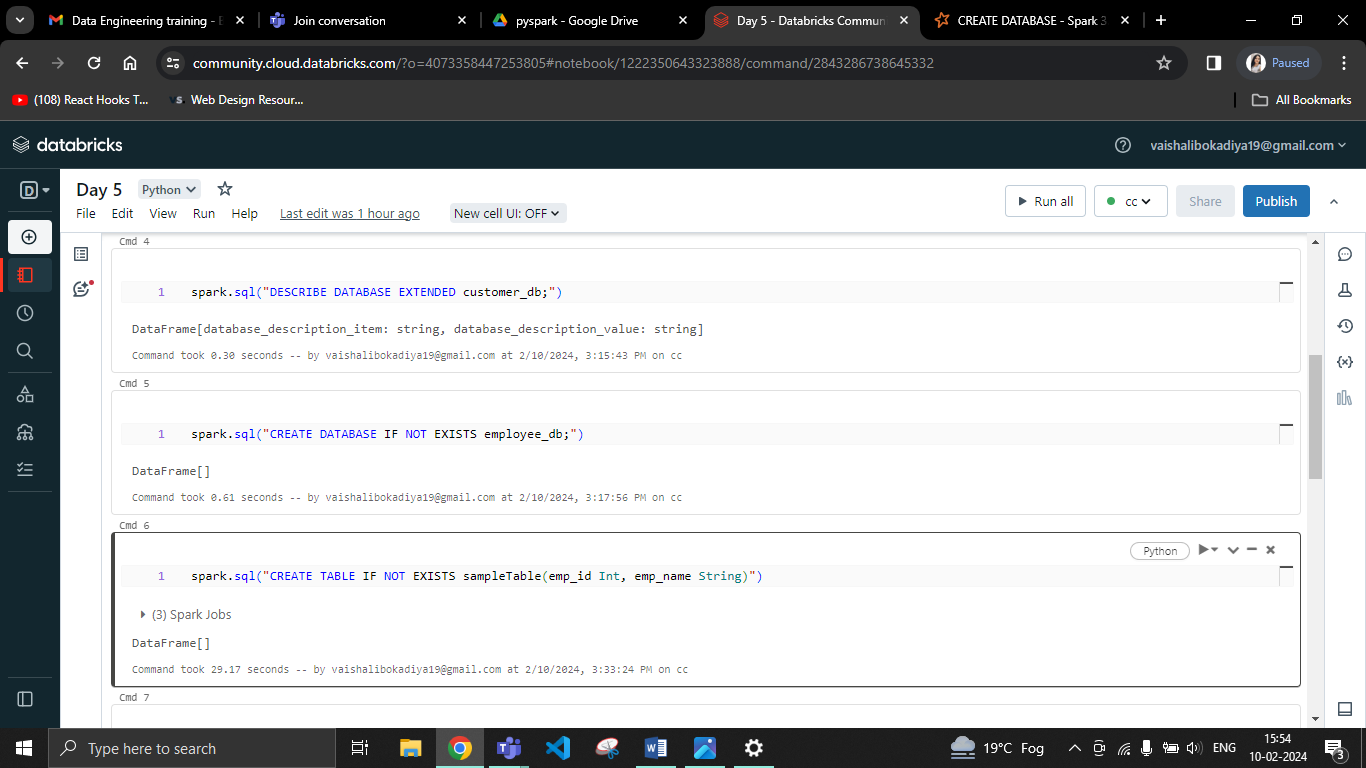 Data Engineering training - E
Join conversation
pyspark - Google Drive
Day 5 - Databricks Commun
CREATE DATABASE - Spark 3
community.cloud.databricks.com/?o=4073358447253805#notebook/1222350643323888/command/2843286738645332
Paused
(108) React Hooks T...
VS
Web Design Resour...
All Bookmarks
databricks
vaishalibokadiya19@gmail.com
D
Day 5
Python
File
Edit
View
Run
Help
Last edit was 1 hour ago
New cell UI: OFF
Run all
cc
Share
Publish
Cmd 4
1
spark.sql("DESCRIBE DATABASE EXTENDED customer_db;")
DataFrame[database_description_item: string, database_description_value: string]
Command took 0.30 seconds -- by vaishalibokadiya19@gmail.com at 2/10/2024, 3:15:43 PM on cc
Cmd 5
1
spark.sql("CREATE DATABASE IF NOT EXISTS employee_db;")
DataFrame[]
Command took 0.61 seconds -- by vaishalibokadiya19@gmail.com at 2/10/2024, 3:17:56 PM on cc
Cmd 6
Python
1
spark.sql("CREATE TABLE IF NOT EXISTS sampleTable(emp_id Int, emp_name String)")
(3) Spark Jobs
DataFrame[]
Command took 29.17 seconds -- by vaishalibokadiya19@gmail.com at 2/10/2024, 3:33:24 PM on cc
Cmd 7
Type here to search
19°C Fog
ENG
15:54
10-02-2024
3